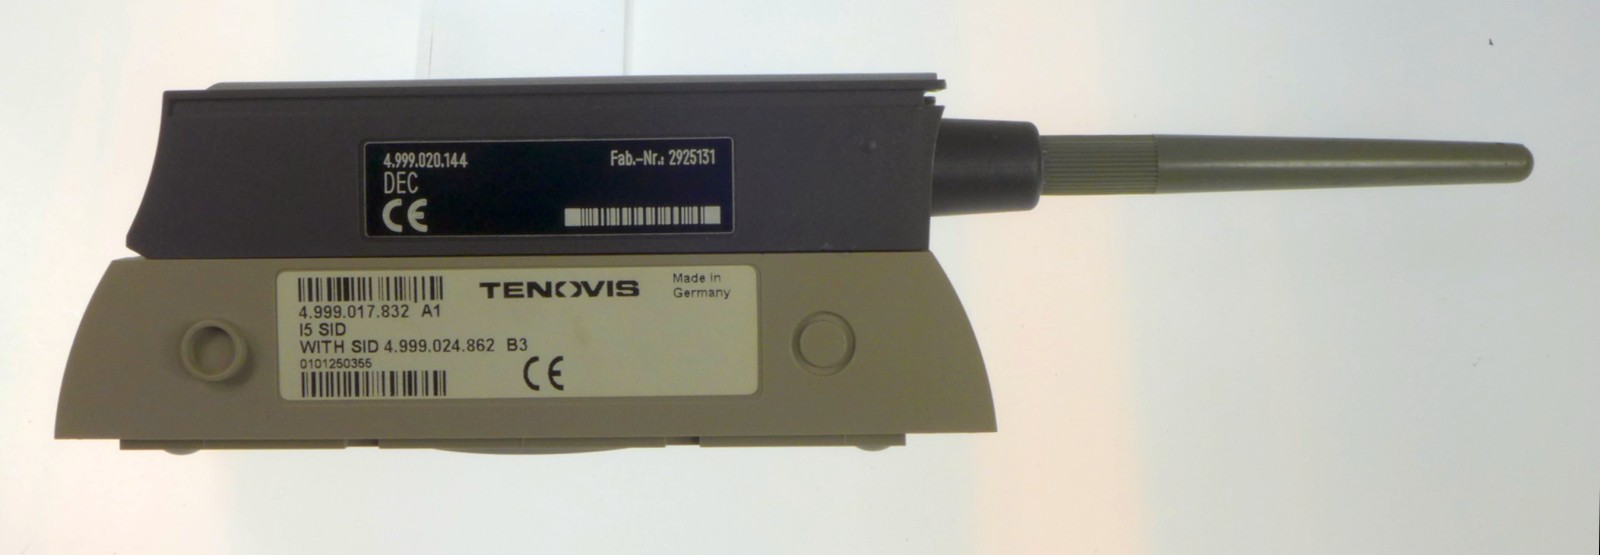 4.999.020.144 Fab.-Nr.: 2925131
DEC
CE
TENOVIS Made in
Germany
4.999.017.832 A1
I5 SID
WITH SID 4.999.024.862 B3
0101250355
CE